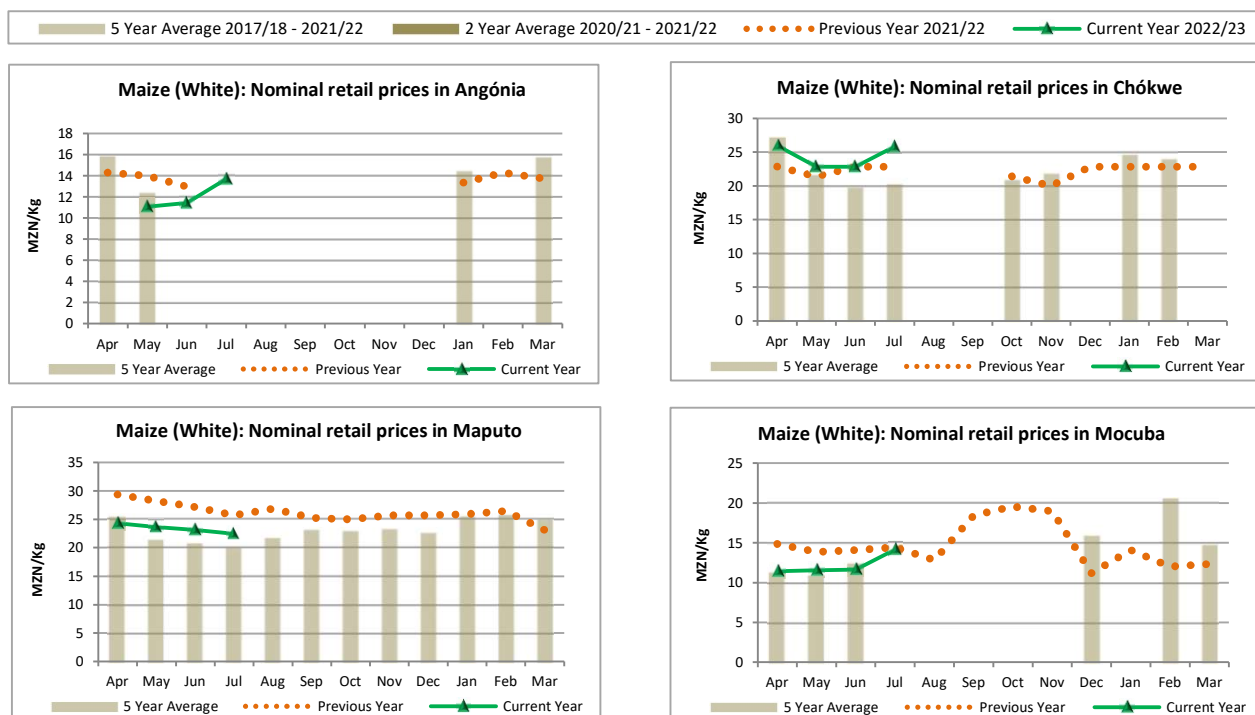 5 Year Average 2017/18 - 2021/22 2 Year Average 2020/21 - 2021/22 Previous Year 2021/22 Current Year 2022/23
Maize (White): Nominal retail prices in Angónia
MZN/Kg
18
16
14
12
10
8
6
4
2
0
Apr May Jun Jul Aug Sep Oct Nov Dec Jan Feb Mar
5 Year Average Previous Year Current Year
Maize (White): Nominal retail prices in Chókwe
MZN/Kg
30
25
20
15
10
5
0
Apr May Jun Jul Aug Sep Oct Nov Dec Jan Feb Mar
5 Year Average Previous Year Current Year
Maize (White): Nominal retail prices in Maputo
MZN/Kg
35
30
25
20
15
10
5
0
Apr May Jun Jul Aug Sep Oct Nov Dec Jan Feb Mar
5 Year Average Previous Year Current Year
Maize (White): Nominal retail prices in Mocuba
MZN/Kg
25
20
15
10
5
0
Apr May Jun Jul Aug Sep Oct Nov Dec Jan Feb Mar
5 Year Average Previous Year Current Year